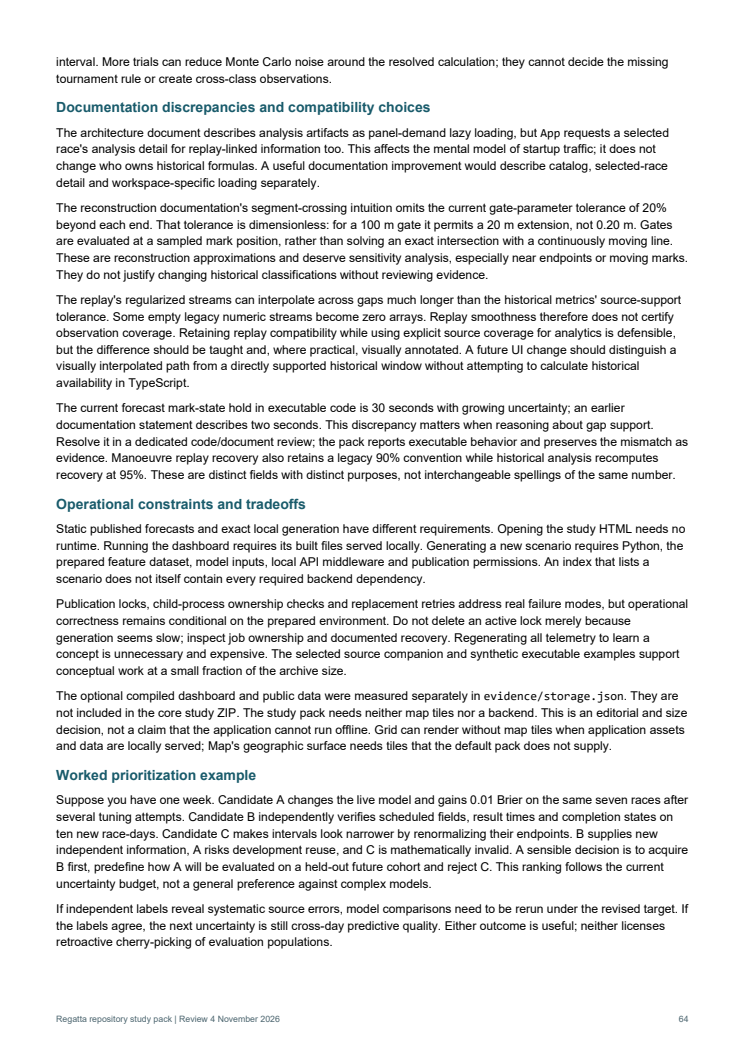 interval. More trials can reduce Monte Carlo noise around the resolved calculation; they cannot decide the missing
tournament rule or create cross-class observations.
Documentation discrepancies and compatibility choices
The architecture document describes analysis artifacts as panel-demand lazy loading, but App requests a selected
race's analysis detail for replay-linked information too. This affects the mental model of startup traffic; it does not
change who owns historical formulas. A useful documentation improvement would describe catalog, selected-race
detail and workspace-specific loading separately.
The reconstruction documentation's segment-crossing intuition omits the current gate-parameter tolerance of 20%
beyond each end. That tolerance is dimensionless: for a 100 m gate it permits a 20 m extension, not 0.20 m. Gates
are evaluated at a sampled mark position, rather than solving an exact intersection with a continuously moving line.
These are reconstruction approximations and deserve sensitivity analysis, especially near endpoints or moving marks.
They do not justify changing historical classifications without reviewing evidence.
The replay's regularized streams can interpolate across gaps much longer than the historical metrics' source-support
tolerance. Some empty legacy numeric streams become zero arrays. Replay smoothness therefore does not certify
observation coverage. Retaining replay compatibility while using explicit source coverage for analytics is defensible,
but the difference should be taught and, where practical, visually annotated. A future UI change should distinguish a
visually interpolated path from a directly supported historical window without attempting to calculate historical
availability in TypeScript.
The current forecast mark-state hold in executable code is 30 seconds with growing uncertainty; an earlier
documentation statement describes two seconds. This discrepancy matters when reasoning about gap support.
Resolve it in a dedicated code/document review; the pack reports executable behavior and preserves the mismatch as
evidence. Manoeuvre replay recovery also retains a legacy 90% convention while historical analysis recomputes
recovery at 95%. These are distinct fields with distinct purposes, not interchangeable spellings of the same number.
Operational constraints and tradeoffs
Static published forecasts and exact local generation have different requirements. Opening the study HTML needs no
runtime. Running the dashboard requires its built files served locally. Generating a new scenario requires Python, the
prepared feature dataset, model inputs, local API middleware and publication permissions. An index that lists a
scenario does not itself contain every required backend dependency.
Publication locks, child-process ownership checks and replacement retries address real failure modes, but operational
correctness remains conditional on the prepared environment. Do not delete an active lock merely because
generation seems slow; inspect job ownership and documented recovery. Regenerating all telemetry to learn a
concept is unnecessary and expensive. The selected source companion and synthetic executable examples support
conceptual work at a small fraction of the archive size.
The optional compiled dashboard and public data were measured separately in evidence/storage.json. They are
not included in the core study ZIP. The study pack needs neither map tiles nor a backend. This is an editorial and size
decision, not a claim that the application cannot run offline. Grid can render without map tiles when application assets
and data are locally served; Map's geographic surface needs tiles that the default pack does not supply.
Worked prioritization example
Suppose you have one week. Candidate A changes the live model and gains 0.01 Brier on the same seven races after
several tuning attempts. Candidate B independently verifies scheduled fields, result times and completion states on
ten new race-days. Candidate C makes intervals look narrower by renormalizing their endpoints. B supplies new
independent information, A risks development reuse, and C is mathematically invalid. A sensible decision is to acquire
B first, predefine how A will be evaluated on a held-out future cohort and reject C. This ranking follows the current
uncertainty budget, not a general preference against complex models.
If independent labels reveal systematic source errors, model comparisons need to be rerun under the revised target. If
the labels agree, the next uncertainty is still cross-day predictive quality. Either outcome is useful; neither licenses
retroactive cherry-picking of evaluation populations.
Regatta repository study pack | Review 4 November 2026
64